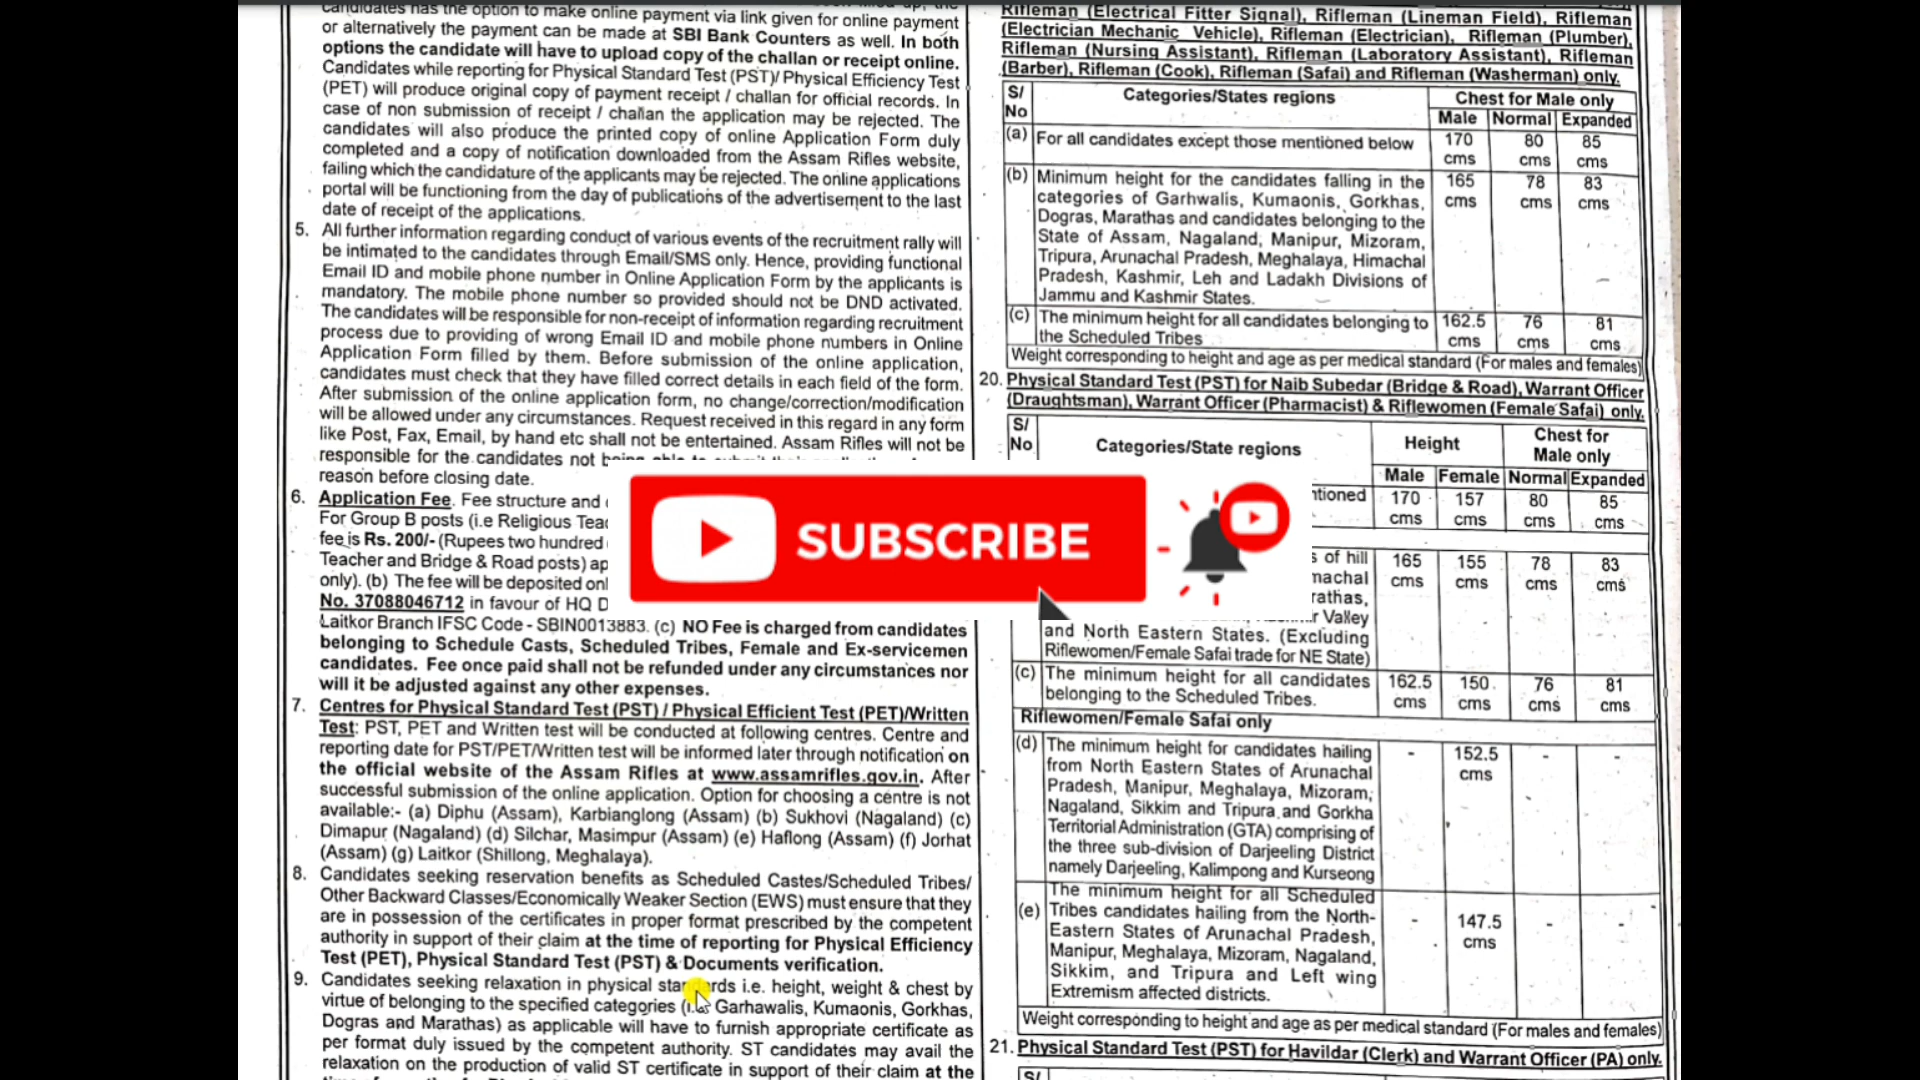 candidates has the option to make online payment via link given for online payment
or alternatively the payment can be made at SBI Bank Counters as well. In both
options the candidate will have to upload copy of the challan or receipt online.
Candidates while reporting for Physical Standard Test (PST)/ Physical Efficiency Test
(PET) will produce original copy of payment receipt / challan for official records. In
case of non submission of receipt / challan the application may be rejected. The
candidates will also produce the printed copy of online Application Form duly
completed and a copy of notification downloaded from the Assam Rifles website,
failing which the candidature of the applicants may be rejected. The online applications
portal will be functioning from the day of publications of the advertisement to the last
date of receipt of the applications.
5. All further information regarding conduct of various events of the recruitment rally will
be intimated to the candidates through Email/SMS only. Hence, providing functional
Email ID and mobile phone number in Online Application Form by the applicants is
mandatory. The mobile phone number so provided should not be DND activated.
The candidates will be responsible for non-receipt of information regarding recruitment
process due to providing of wrong Email ID and mobile phone numbers in Online
Application Form filled by them. Before submission of the online application,
candidates must check that they have filled correct details in each field of the form.
After submission of the online application form, no change/correction/modification
will be allowed under any circumstances. Request received in this regard in any form
like Post, Fax, Email, by hand etc shall not be entertained. Assam Rifles will not be
responsible for the candidates not
reason before closing date.
6. Application Fee. Fee structure and
For Group B posts (i.e Religious
fee is Rs. 200/- (Rupees two hundred
Teacher and Bridge & Road posts)
only). (b) The fee will be deposited
No. 37088046712 in favour of HQ
Laitkor Branch IFSC Code - SBIN0013883. (c) NO Fee is charged from candidates
belonging to Schedule Casts, Scheduled Tribes, Female and Ex-servicemen
candidates. Fee once paid shall not be refunded under any circumstances nor
will it be adjusted against any other expenses.
7. Centres for Physical Standard Test (PST) / Physical Efficient Test (PET)/Written
Test: PST, PET and Written test will be conducted at following centres. Centre and
reporting date for PST/PET/Written test will be informed later through notification on
the official website of the Assam Rifles at www.assamrifles.gov.in. After
successful submission of the online application. Option for choosing a centre is not
available:- (a) Diphu (Assam), Karbianglong (Assam) (b) Sukhovi (Nagaland) (c)
Dimapur (Nagaland) (d) Silchar, Masimpur (Assam) (e) Haflong (Assam) (f) Jorhat
(Assam) (g) Laitkor (Shillong, Meghalaya).
8. Candidates seeking reservation benefits as Scheduled Castes/Scheduled Tribes/
Other Backward Classes/Economically Weaker Section (EWS) must ensure that they
are in possession of the certificates in proper format prescribed by the competent
authority in support of their claim at the time of reporting for Physical Efficiency
Test (PET), Physical Standard Test (PST) & Documents verification.
9. Candidates seeking relaxation in physical standards i.e. height, weight & chest by
virtue of belonging to the specified categories (i.e. Garhawalis, Kumaonis, Gorkhas,
Dogras and Marathas) as applicable will have to furnish appropriate certificate as
per format duly issued by the competent authority. ST candidates may avail the
relaxation on the production of valid ST certificate in support of their claim at the
Rifleman (Electrical Fitter Signal), Rifleman (Lineman Field), Rifleman
(Electrician Mechanic Vehicle), Rifleman (Electrician), Rifleman (Plumber),
Rifleman (Nursing Assistant), Rifleman (Laboratory Assistant), Rifleman
(Barber), Rifleman (Cook), Rifleman (Safai) and Rifleman (Washerman) only.
S/ No Categories/States regions Chest for Male only
Male Normal Expanded
(a) For all candidates except those mentioned below 170 cms 80 cms 85 cms
(b) Minimum height for the candidates falling in the 165 cms 78 cms 83 cms
categories of Garhwalis, Kumaonis, Gorkhas,
Dogras, Marathas and candidates belonging to the
State of Assam, Nagaland, Manipur, Mizoram,
Tripura, Arunachal Pradesh, Meghalaya, Himachal
Pradesh, Kashmir, Leh and Ladakh Divisions of
Jammu and Kashmir States.
(c) The minimum height for all candidates belonging to 162.5 cms 76 cms 81 cms
the Scheduled Tribes
Weight corresponding to height and age as per medical standard (For males and females)
20. Physical Standard Test (PST) for Naib Subedar (Bridge & Road), Warrant Officer
(Draughtsman), Warrant Officer (Pharmacist) & Riflewomen (Female Safai) only.
S/ No Categories/State regions Height Chest for Male only
Male Female Normal Expanded
170 cms 157 cms 80 cms 85 cms
of hill 165 cms 155 cms 78 cms 83 cms
Valley
and North Eastern States. (Excluding
Riflewomen/Female Safai trade for NE State)
(c) The minimum height for all candidates 162.5 cms 150 cms 76 cms 81 cms
belonging to the Scheduled Tribes.
Riflewomen/Female Safai only
(d) The minimum height for candidates hailing - 152.5 cms - -
from North Eastern States of Arunachal
Pradesh, Manipur, Meghalaya, Mizoram,
Nagaland, Sikkim and Tripura and Gorkha
Territorial Administration (GTA) comprising of
the three sub-division of Darjeeling District
namely Darjeeling, Kalimpong and Kurseong
(e) The minimum height for all Scheduled - 147.5 cms - -
Tribes candidates hailing from the North-
Eastern States of Arunachal Pradesh,
Manipur, Meghalaya, Mizoram, Nagaland,
Sikkim, and Tripura and Left wing
Extremism affected districts.
Weight corresponding to height and age as per medical standard (For males and females)
21. Physical Standard Test (PST) for Havildar (Clerk) and Warrant Officer (PA) only.
S/
SUBSCRIBE